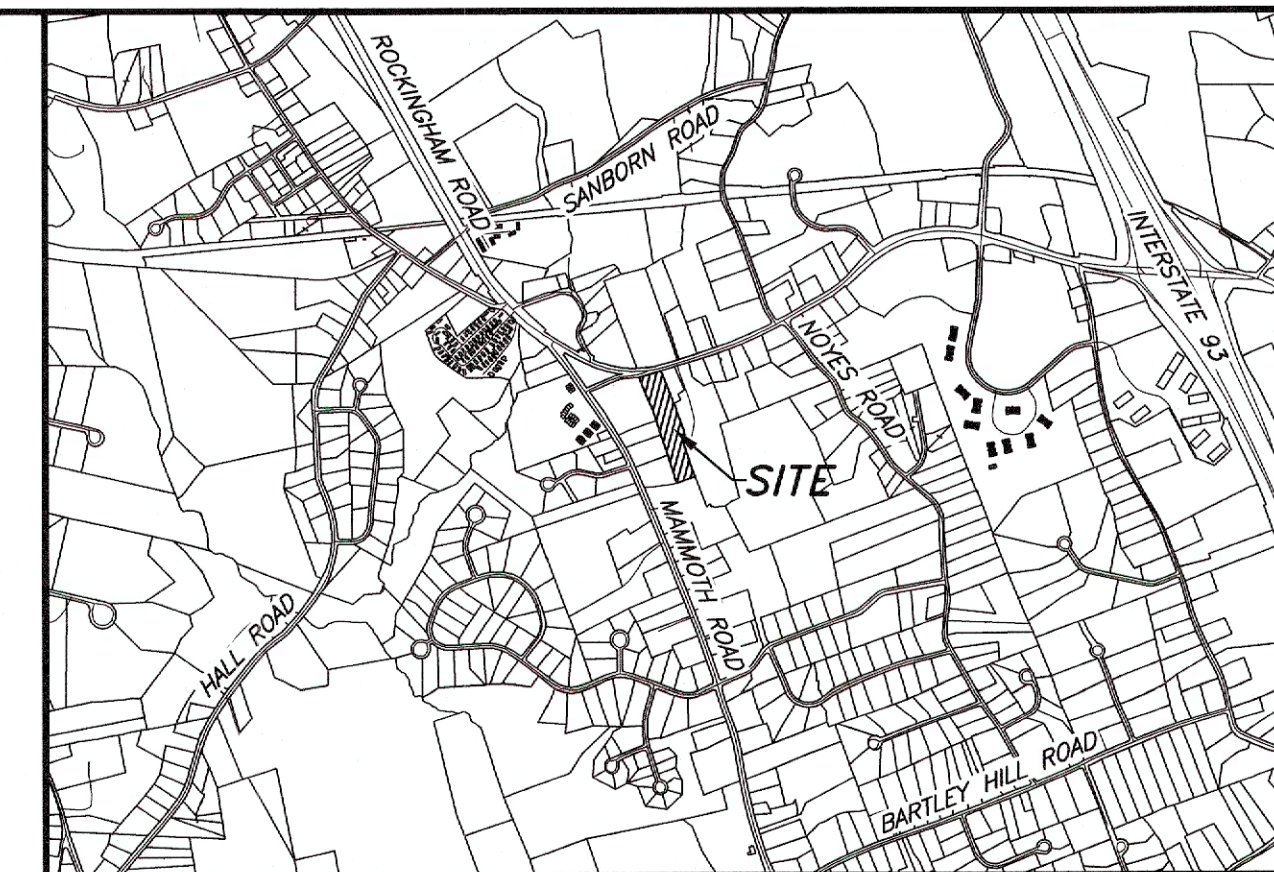 ROCKINGHAM ROAD
SANBORN ROAD
INTERSTATE 93
NOYES ROAD
SITE
MAMMOTH ROAD
HALL ROAD
BARTLEY HILL ROAD